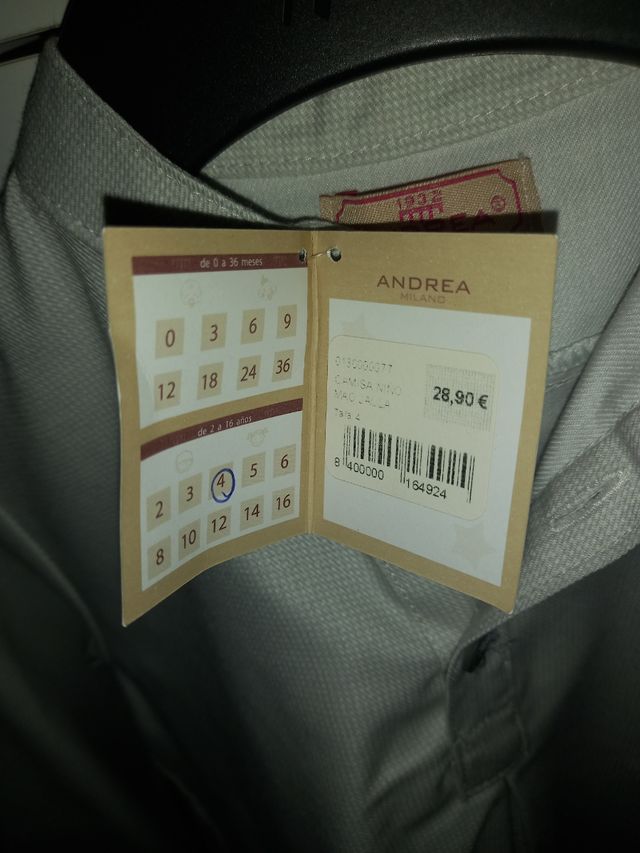 1932
de 0 a 36 meses
0 3 6 9
12 18 24 36
de 2 a 16 años
2 3 4 5 6
8 10 12 14 16
ANDREA
MILANO
CAMISA NIÑO
28,90 €
Talla 4
8 400000 164924